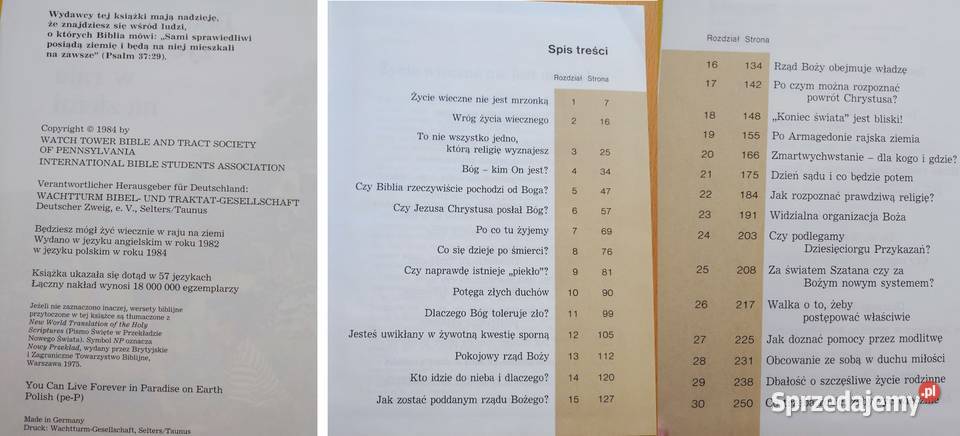 Wydawcy tej książki mają nadzieję,
że znajdziesz się wśród ludzi,
o których Biblia mówi: „Sami sprawiedliwi
posiądą ziemię i będą na niej mieszkali
na zawsze” (Psalm 37:29).
Copyright © 1984 by
WATCH TOWER BIBLE AND TRACT SOCIETY
OF PENNSYLVANIA
INTERNATIONAL BIBLE STUDENTS ASSOCIATION
Verantwortlicher Herausgeber für Deutschland:
WACHTTURM BIBEL- UND TRAKTAT-GESELLSCHAFT
Deutscher Zweig, e. V., Selters/Taunus
Będziesz mógł żyć wiecznie w raju na ziemi
Wydano w języku angielskim w roku 1982
w języku polskim w roku 1984
Książka ukazała się dotąd w 57 językach
Łączny nakład wynosi 18 000 000 egzemplarzy
Jeżeli nie zaznaczono inaczej, wersety biblijne
przytoczone w tej książce są tłumaczone z
New World Translation of the Holy
Scriptures (Pismo Święte w Przekładzie
Nowego Świata). Symbol NP oznacza
Nowy Przekład, wydany przez Brytyjskie
i Zagraniczne Towarzystwo Biblijne,
Warszawa 1975.
You Can Live Forever in Paradise on Earth
Polish (pe-P)
Made in Germany
Druck: Wachtturm-Gesellschaft, Selters/Taunus
Spis treści
Rozdział Strona
Życie wieczne nie jest mrzonką 1 7
Wróg życia wiecznego 2 16
To nie wszystko jedno,
którą religię wyznajesz 3 25
Bóg – kim On jest? 4 34
Czy Biblia rzeczywiście pochodzi od Boga? 5 47
Czy Jezusa Chrystusa posłał Bóg? 6 57
Po co tu żyjemy 7 69
Co się dzieje po śmierci? 8 76
Czy naprawdę istnieje „piekło”? 9 81
Potęga złych duchów 10 90
Dlaczego Bóg toleruje zło? 11 99
Jesteś uwikłany w żywotną kwestię sporną 12 105
Pokojowy rząd Boży 13 112
Kto idzie do nieba i dlaczego? 14 120
Jak zostać poddanym rządu Bożego? 15 127
Rozdział Strona
16 134 Rząd Boży obejmuje władzę
17 142 Po czym można rozpoznać
powrót Chrystusa?
18 148 „Koniec świata” jest bliski!
19 155 Po Armagedonie rajska ziemia
20 166 Zmartwychwstanie – dla kogo i gdzie?
21 175 Dzień sądu i co będzie potem
22 184 Jak rozpoznać prawdziwą religię?
23 191 Widzialna organizacja Boża
24 203 Czy podlegamy
Dziesięciorgu Przykazań?
25 208 Za światem Szatana czy za
Bożym nowym systemem?
26 217 Walka o to, żeby
postępować właściwie
27 225 Jak doznać pomocy przez modlitwę
28 231 Obcowanie ze sobą w duchu miłości
29 238 Dbałość o szczęśliwe życie rodzinne
30 250
Sprzedajemy.pl